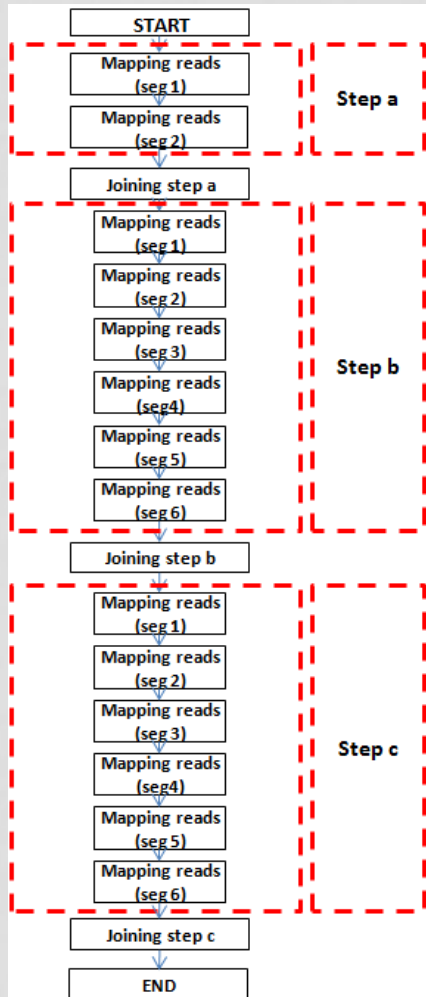 START
Mapping reads
(seg 1)
Mapping reads
(seg 2)
Step a
Joining step a
Mapping reads
(seg 1)
Mapping reads
(seg 2)
Mapping reads
(seg 3)
Mapping reads
(seg4)
Mapping reads
(seg 5)
Mapping reads
(seg 6)
Step b
Joining step b
Mapping reads
(seg 1)
Mapping reads
(seg 2)
Mapping reads
(seg 3)
Mapping reads
(seg4)
Mapping reads
(seg 5)
Mapping reads
(seg 6)
Step c
Joining step c
END